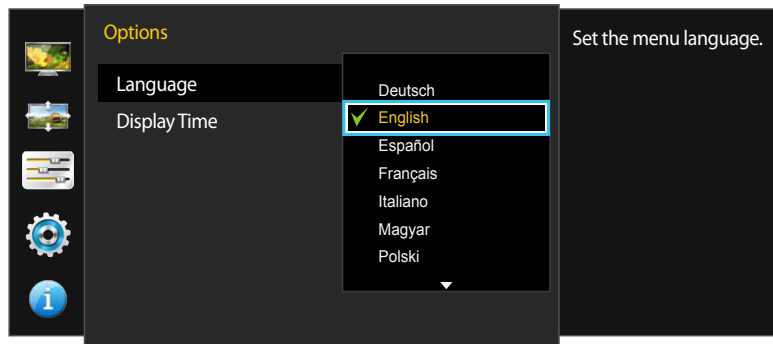 Options
Set the menu language.
Language
Display Time
Deutsch
English
Español
Français
Italiano
Magyar
Polski